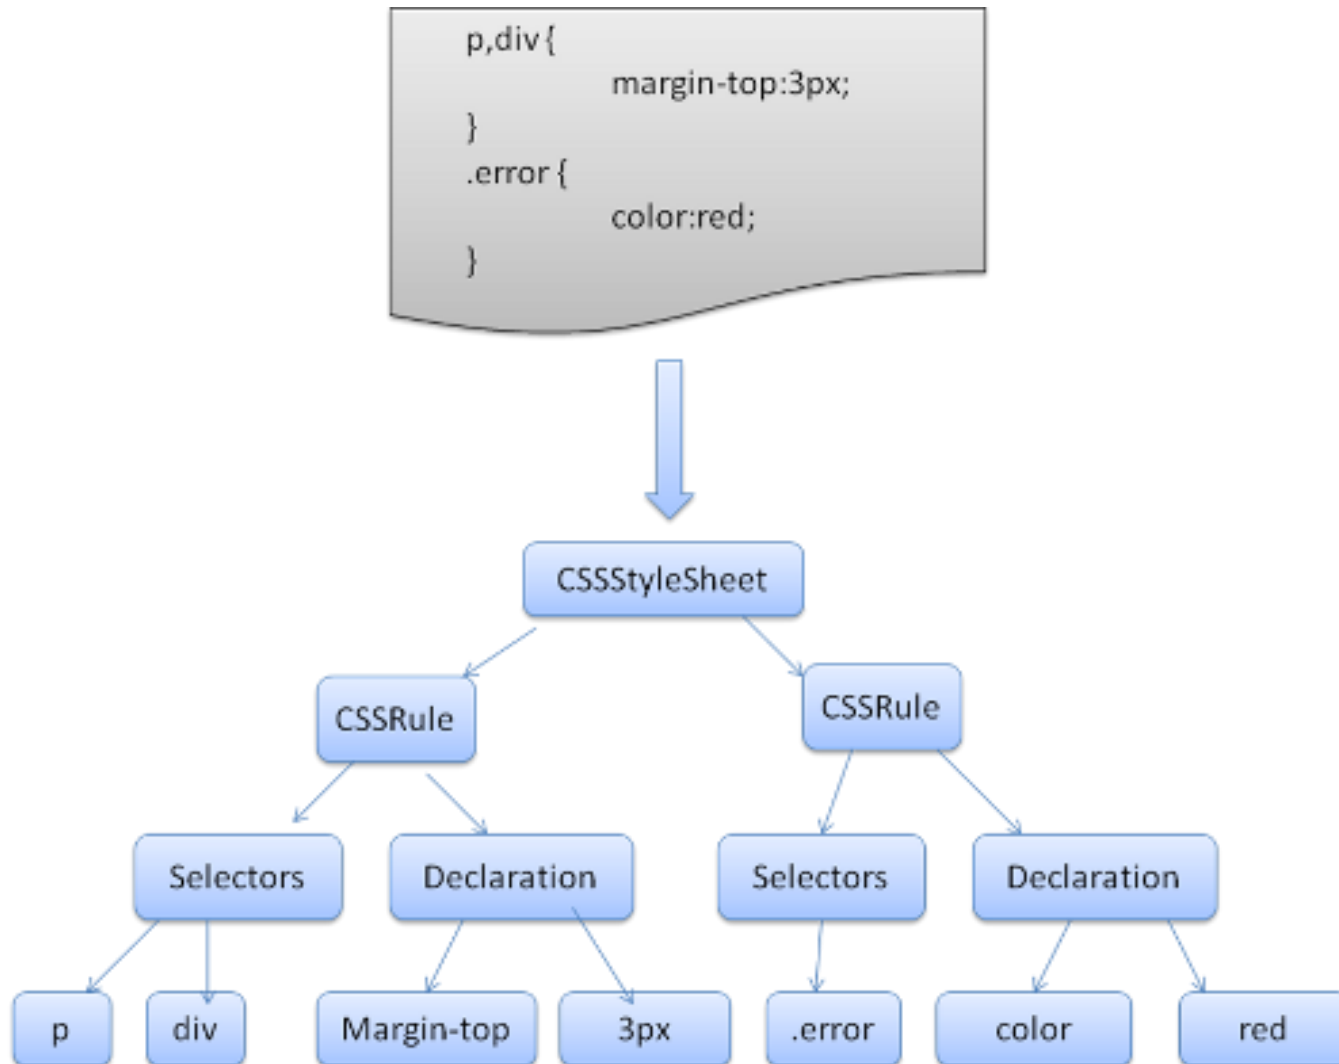 p,div {
margin-top:3px;
}
.error {
color:red;
}
CSSStyleSheet
CSSRule
CSSRule
Selectors
Declaration
Selectors
Declaration
p
div
Margin-top
3px
.error
color
red